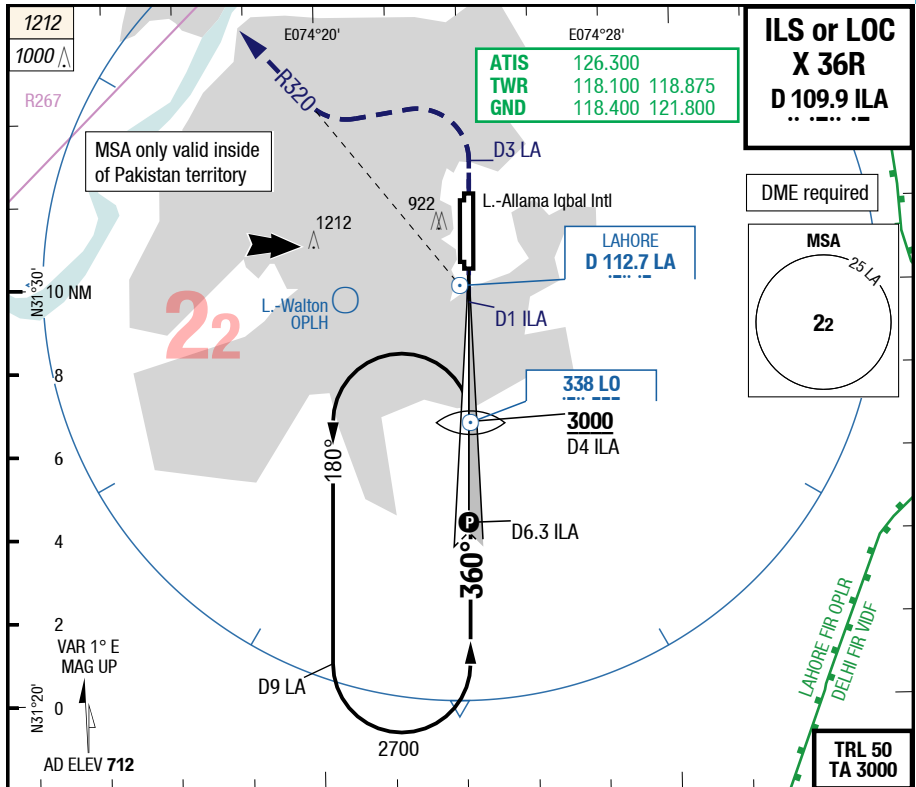 1212
1000
R267
E074°20'
E074°28'
ATIS 126.300
TWR 118.100 118.875
GND 118.400 121.800
ILS or LOC
X 36R
D 109.9 ILA
R320
MSA only valid inside
of Pakistan territory
D3 LA
DME required
L.-Allama Iqbal Intl
922
1212
LAHORE
D 112.7 LA
MSA
25 LA
22
N31°30'
10 NM
L.-Walton
OPLH
22
D1 ILA
8
338 LO
3000
D4 ILA
6
180°
D6.3 ILA
4
360°
2
VAR 1° E
MAG UP
D9 LA
LAHORE FIR OPLR
DELHI FIR VIDF
N31°20'
0
2700
AD ELEV 712
TRL 50
TA 3000
P